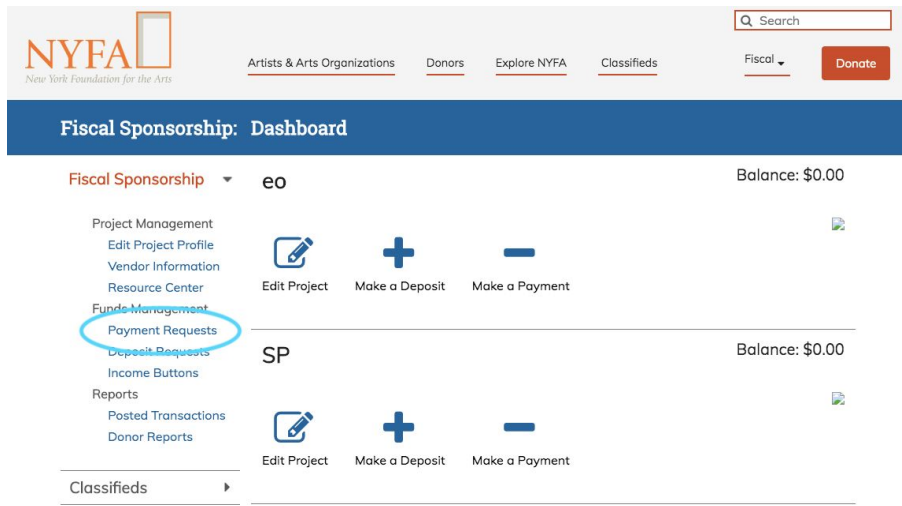 Search
NYFA
New York Foundation for the Arts
Artists & Arts Organizations Donors Explore NYFA Classifieds Fiscal Donate
Fiscal Sponsorship: Dashboard
Fiscal Sponsorship
eo
Balance: $0.00
Project Management
Edit Project Profile
Vendor Information
Resource Center
Funds Management
Payment Requests
Deposit Requests
Income Buttons
Reports
Posted Transactions
Donor Reports
Classifieds
Edit Project Make a Deposit Make a Payment
SP
Balance: $0.00
Edit Project Make a Deposit Make a Payment